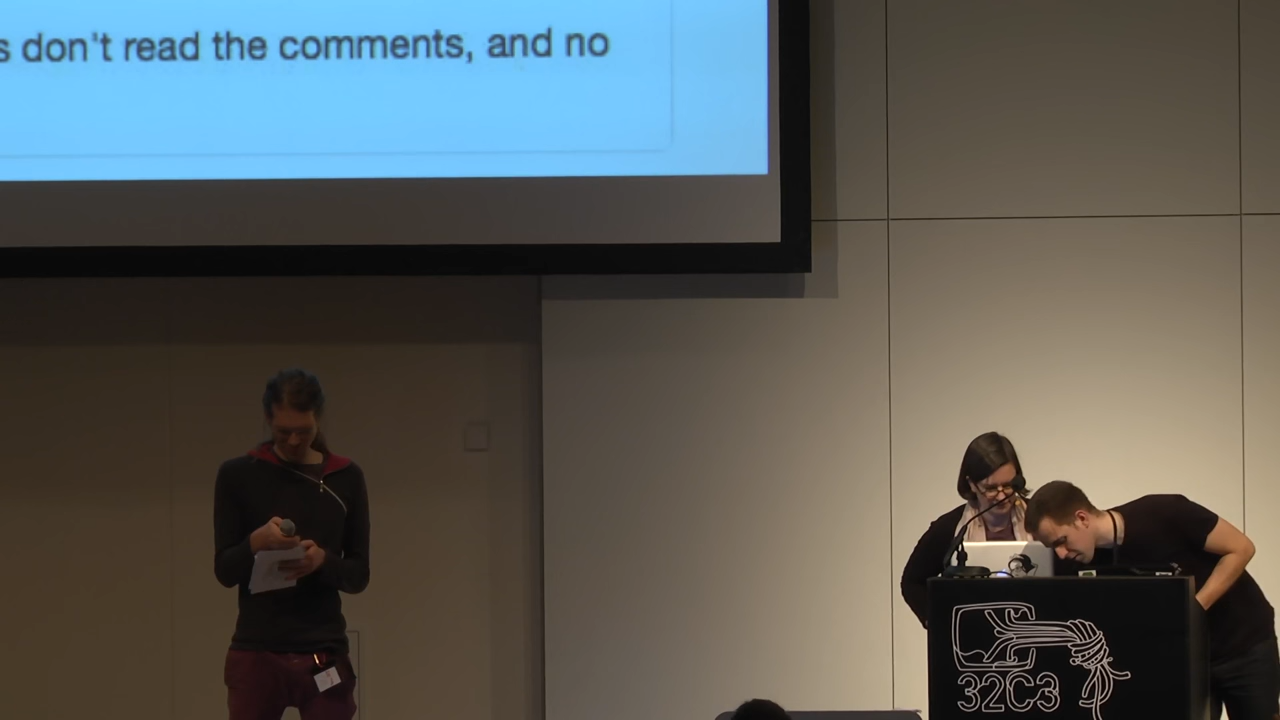 don't read the comments, and no
32C3